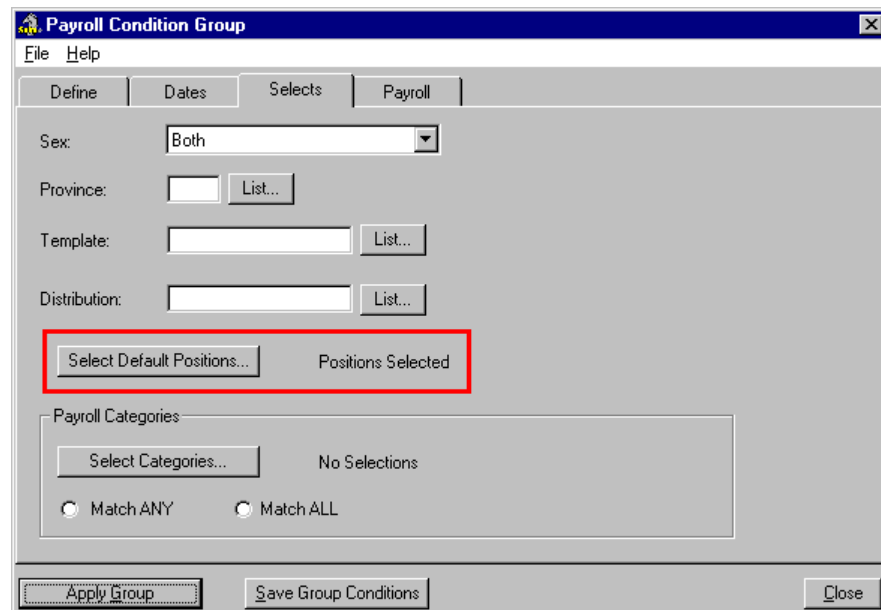 Payroll Condition Group
File Help
Define Dates Selects Payroll
Sex: Both
Province: List...
Template: List...
Distribution: List...
Select Default Positions... Positions Selected
Payroll Categories
Select Categories... No Selections
Match ANY Match ALL
Apply Group Save Group Conditions Close